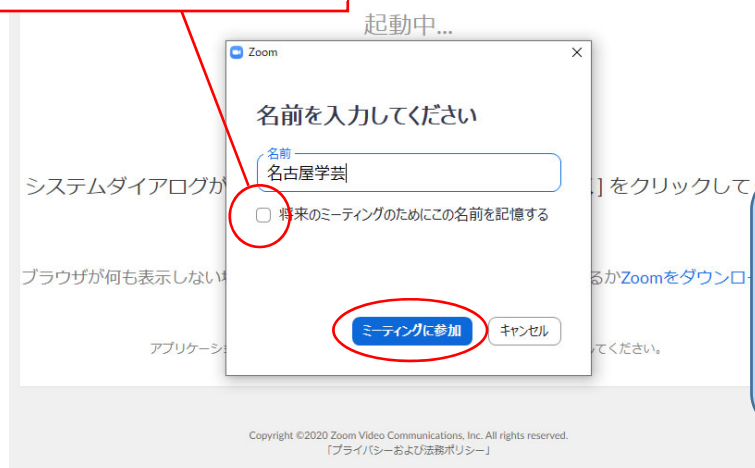 起動中...
Zoom
名前を入力してください
名前
名古屋学芸
システムダイアログが
] をクリックして
将来のミーティングのためにこの名前を記憶する
ブラウザが何も表示しない
るかZoomをダウンロー
ミーティングに参加
キャンセル
アプリケーショ
てください。
Copyright ©2020 Zoom Video Communications, Inc. All rights reserved.
「プライバシーおよび法務ポリシー」